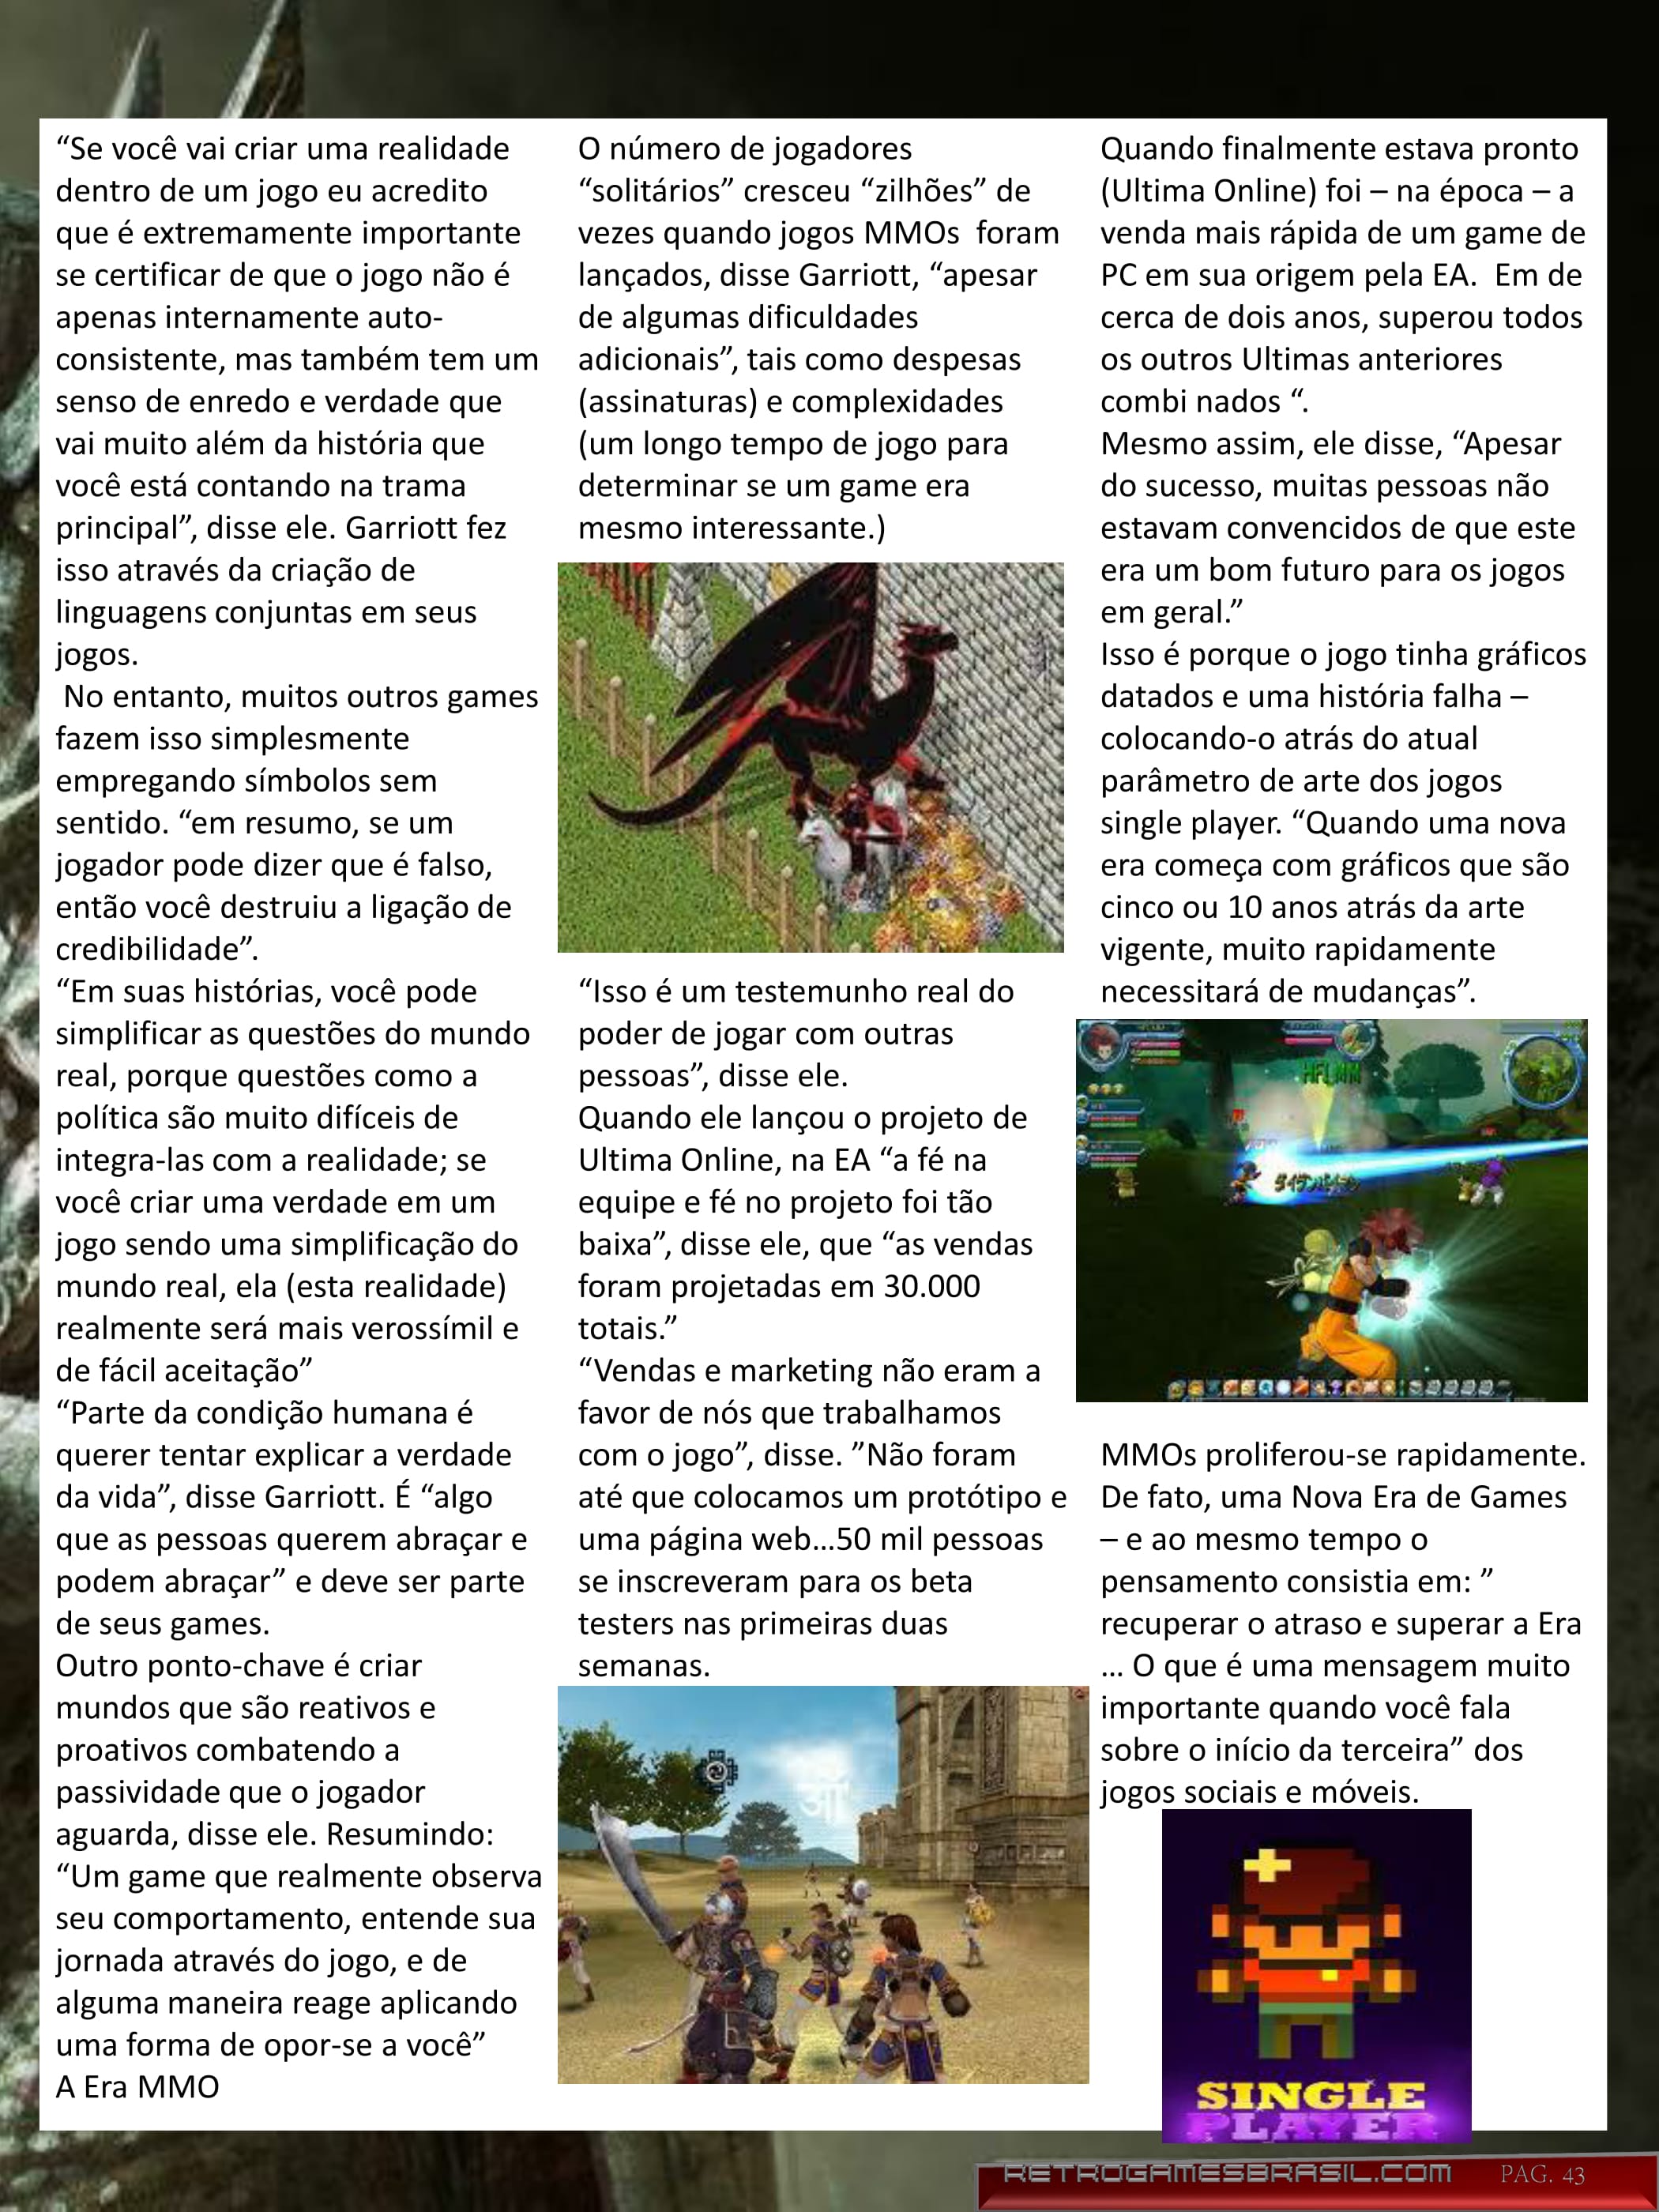 “Se você vai criar uma realidade
dentro de um jogo eu acredito
que é extremamente importante
se certificar de que o jogo não é
apenas internamente auto-
consistente, mas também tem um
senso de enredo e verdade que
vai muito além da história que
você está contando na trama
principal”, disse ele. Garriott fez
isso através da criação de
linguagens conjuntas em seus
jogos.
No entanto, muitos outros games
fazem isso simplesmente
empregando símbolos sem
sentido. “em resumo, se um
jogador pode dizer que é falso,
então você destruiu a ligação de
credibilidade”.
“Em suas histórias, você pode
simplificar as questões do mundo
real, porque questões como a
política são muito difíceis de
integra-las com a realidade; se
você criar uma verdade em um
jogo sendo uma simplificação do
mundo real, ela (esta realidade)
realmente será mais verossímil e
de fácil aceitação”
“Parte da condição humana é
querer tentar explicar a verdade
da vida”, disse Garriott. É “algo
que as pessoas querem abraçar e
podem abraçar” e deve ser parte
de seus games.
Outro ponto-chave é criar
mundos que são reativos e
proativos combatendo a
passividade que o jogador
aguarda, disse ele. Resumindo:
“Um game que realmente observa
seu comportamento, entende sua
jornada através do jogo, e de
alguma maneira reage aplicando
uma forma de opor-se a você”
A Era MMO
O número de jogadores
“solitários” cresceu “zilhões” de
vezes quando jogos MMOs  foram
lançados, disse Garriott, “apesar
de algumas dificuldades
adicionais”, tais como despesas
(assinaturas) e complexidades
(um longo tempo de jogo para
determinar se um game era
mesmo interessante.)
“Isso é um testemunho real do
poder de jogar com outras
pessoas”, disse ele.
Quando ele lançou o projeto de
Ultima Online, na EA “a fé na
equipe e fé no projeto foi tão
baixa”, disse ele, que “as vendas
foram projetadas em 30.000
totais.”
“Vendas e marketing não eram a
favor de nós que trabalhamos
com o jogo”, disse. ”Não foram
até que colocamos um protótipo e
uma página web…50 mil pessoas
se inscreveram para os beta
testers nas primeiras duas
semanas.
Quando finalmente estava pronto
(Ultima Online) foi – na época – a
venda mais rápida de um game de
PC em sua origem pela EA.  Em de
cerca de dois anos, superou todos
os outros Ultimas anteriores
combi nados “.
Mesmo assim, ele disse, “Apesar
do sucesso, muitas pessoas não
estavam convencidos de que este
era um bom futuro para os jogos
em geral.”
Isso é porque o jogo tinha gráficos
datados e uma história falha –
colocando-o atrás do atual
parâmetro de arte dos jogos
single player. “Quando uma nova
era começa com gráficos que são
cinco ou 10 anos atrás da arte
vigente, muito rapidamente
necessitará de mudanças”.
MMOs proliferou-se rapidamente.
De fato, uma Nova Era de Games
– e ao mesmo tempo o
pensamento consistia em: ”
recuperar o atraso e superar a Era
… O que é uma mensagem muito
importante quando você fala
sobre o início da terceira” dos
jogos sociais e móveis.
SINGLE
PLAYER
RETROGAMESBRASIL.COM
PAG. 43